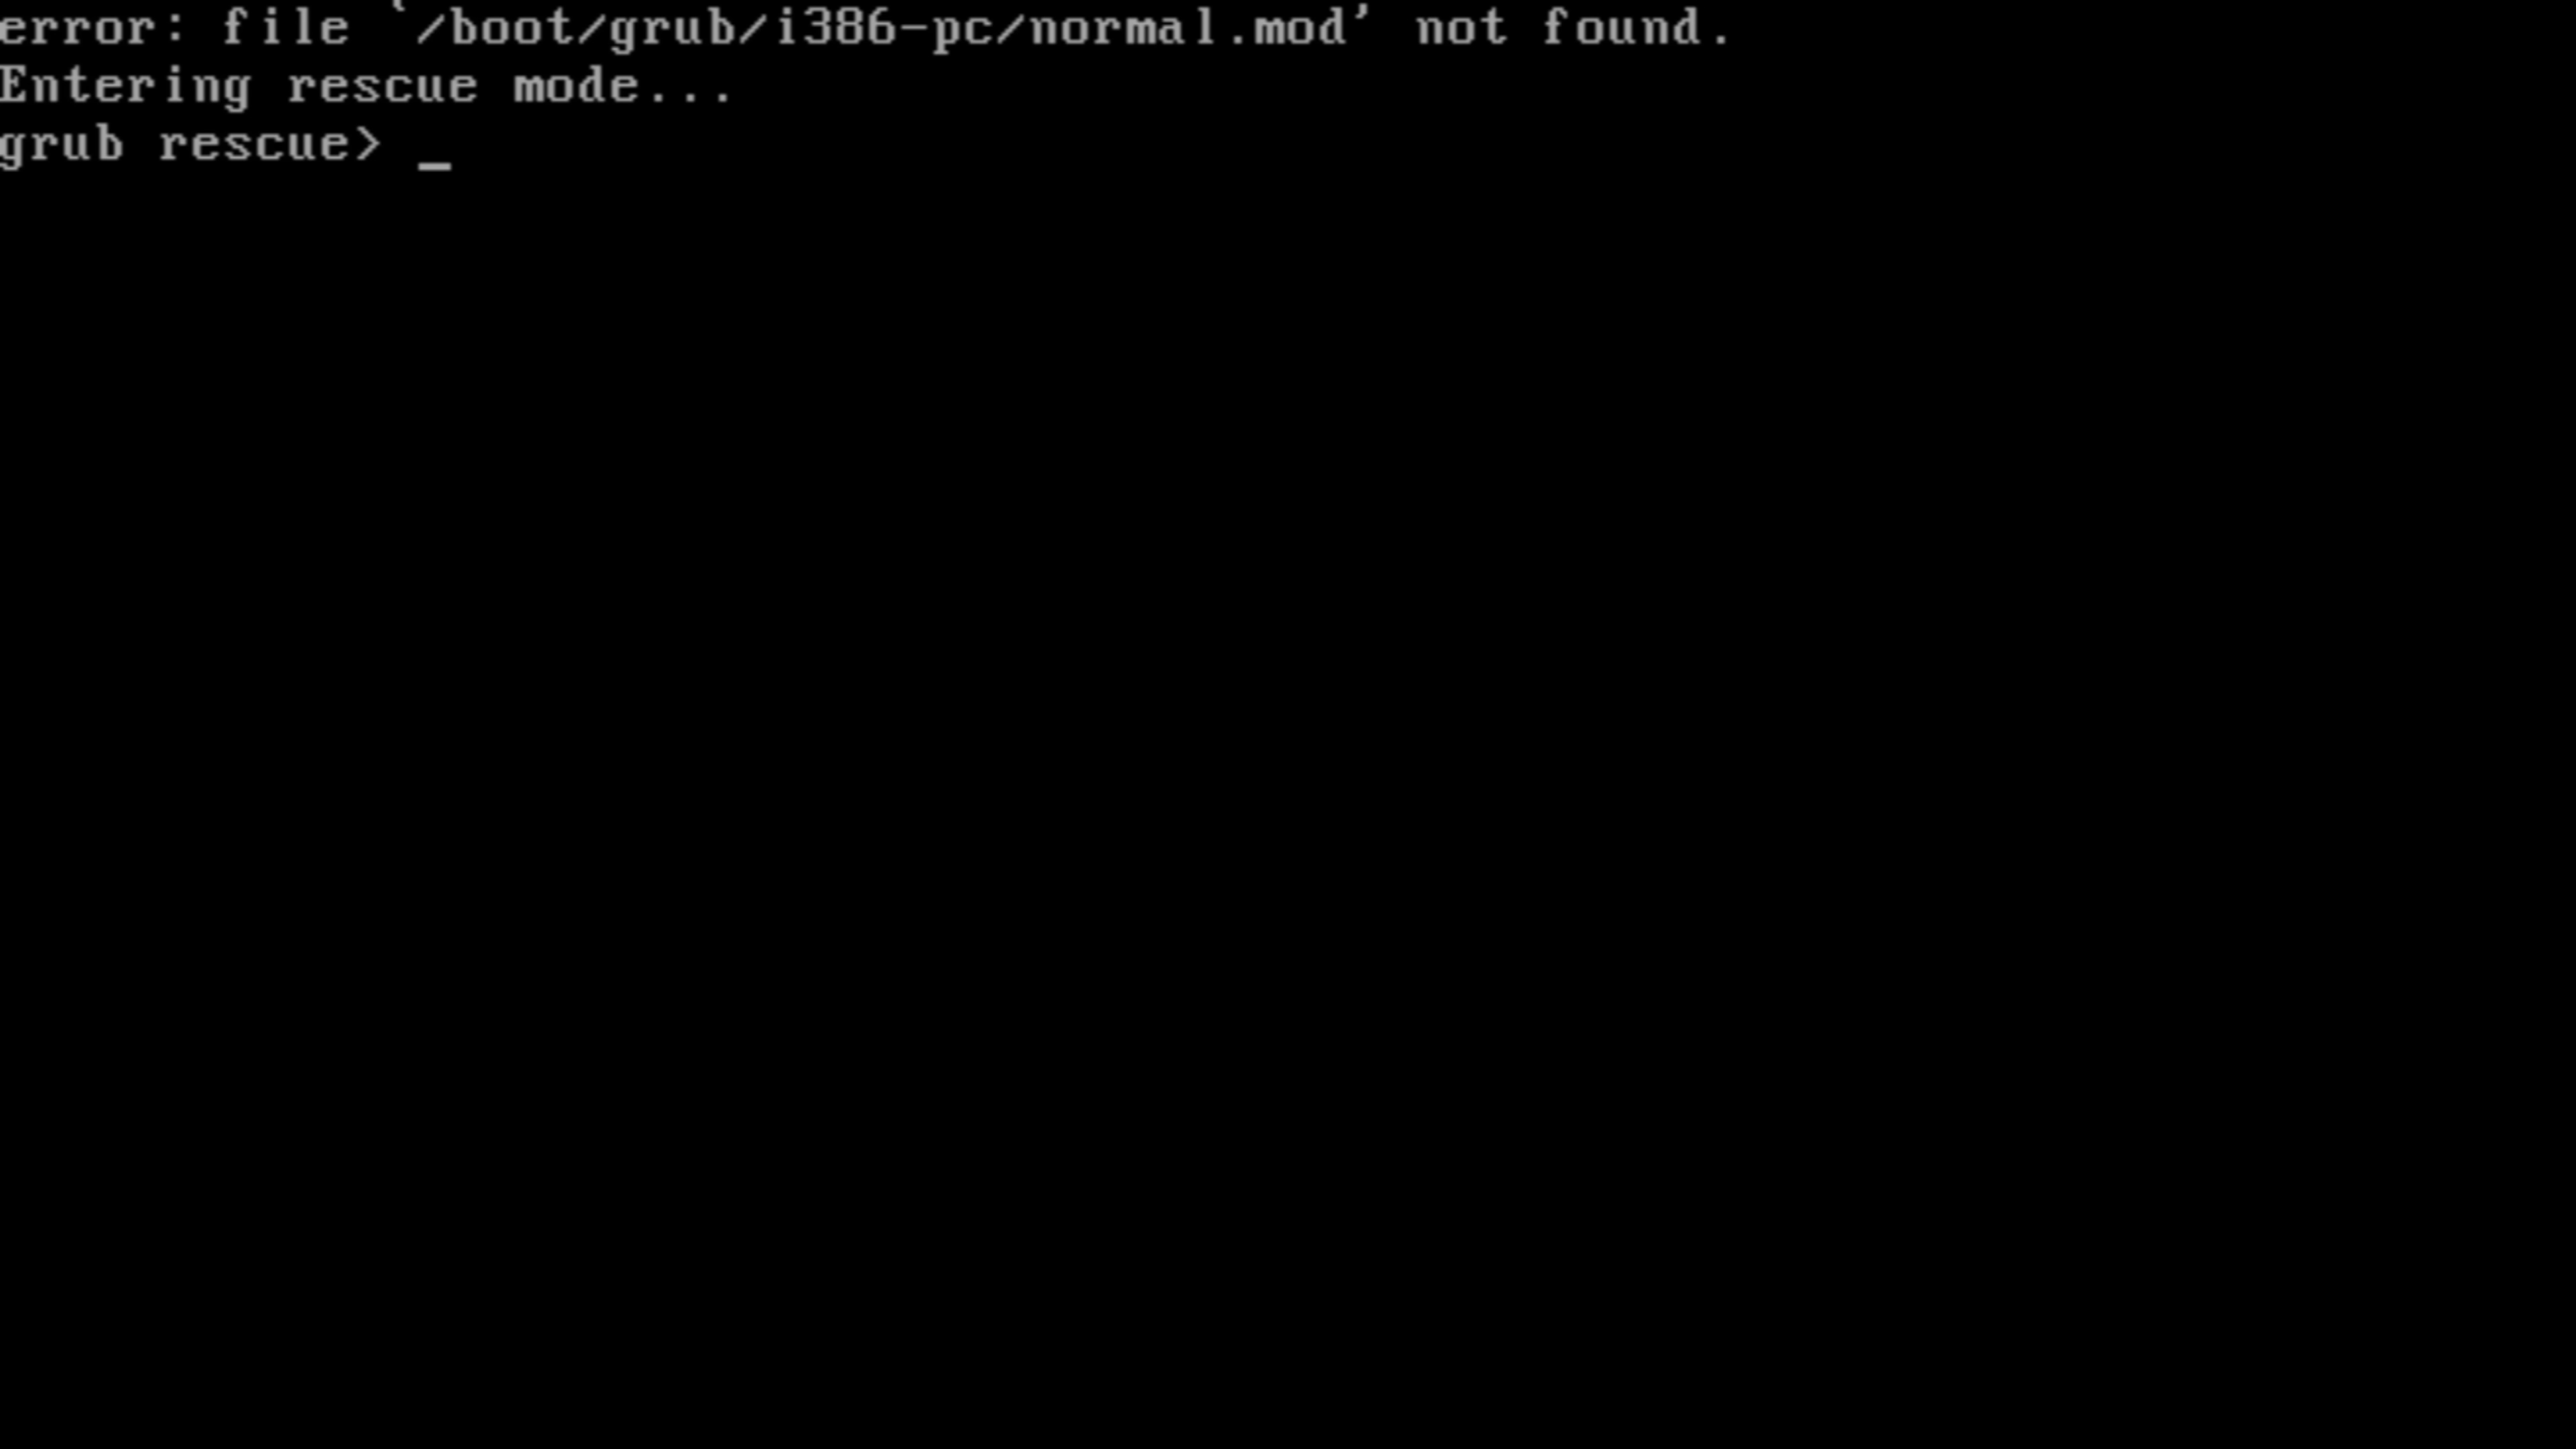 error: file `/boot/grub/i386-pc/normal.mod' not found.
Entering rescue mode...
grub rescue> _